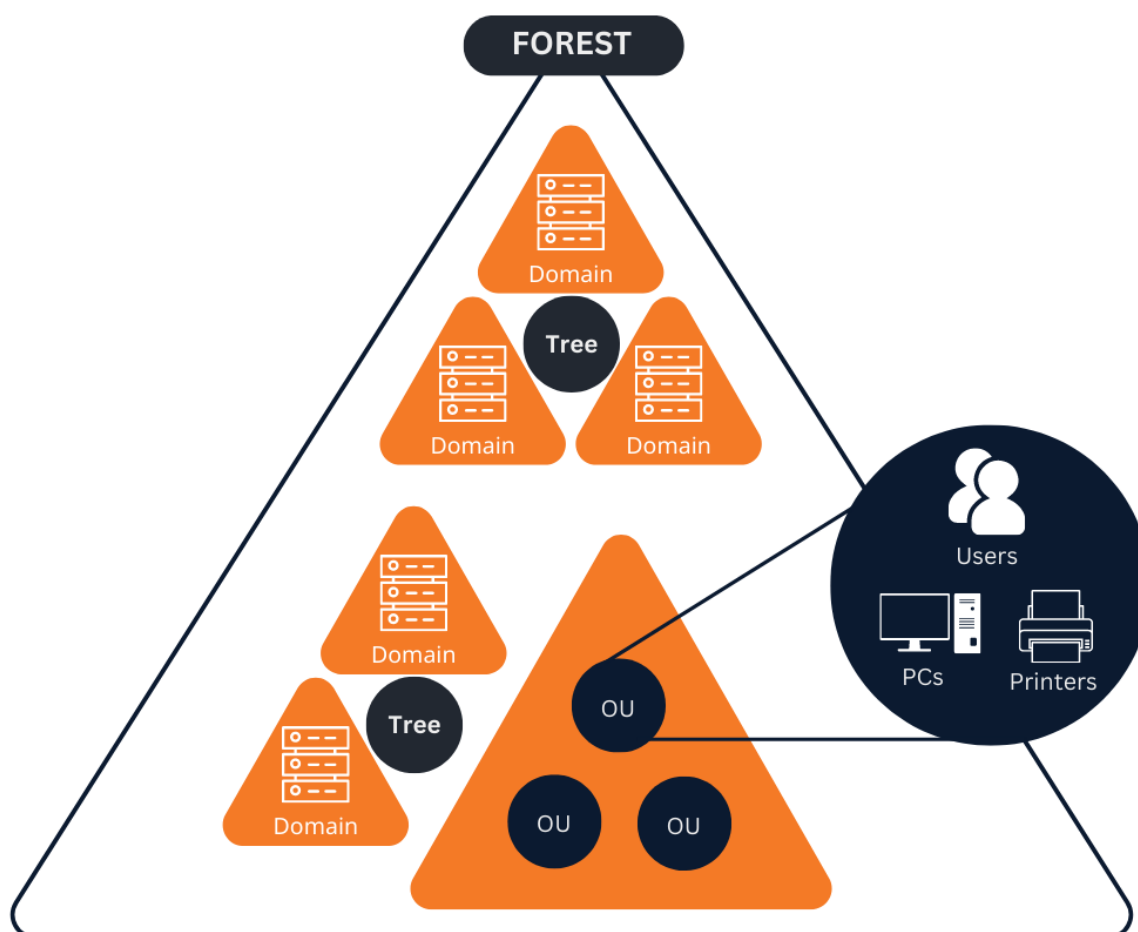 FOREST
Domain
Tree
Domain
Domain
Users
PCs
Printers
Domain
Tree
Domain
OU
OU
OU